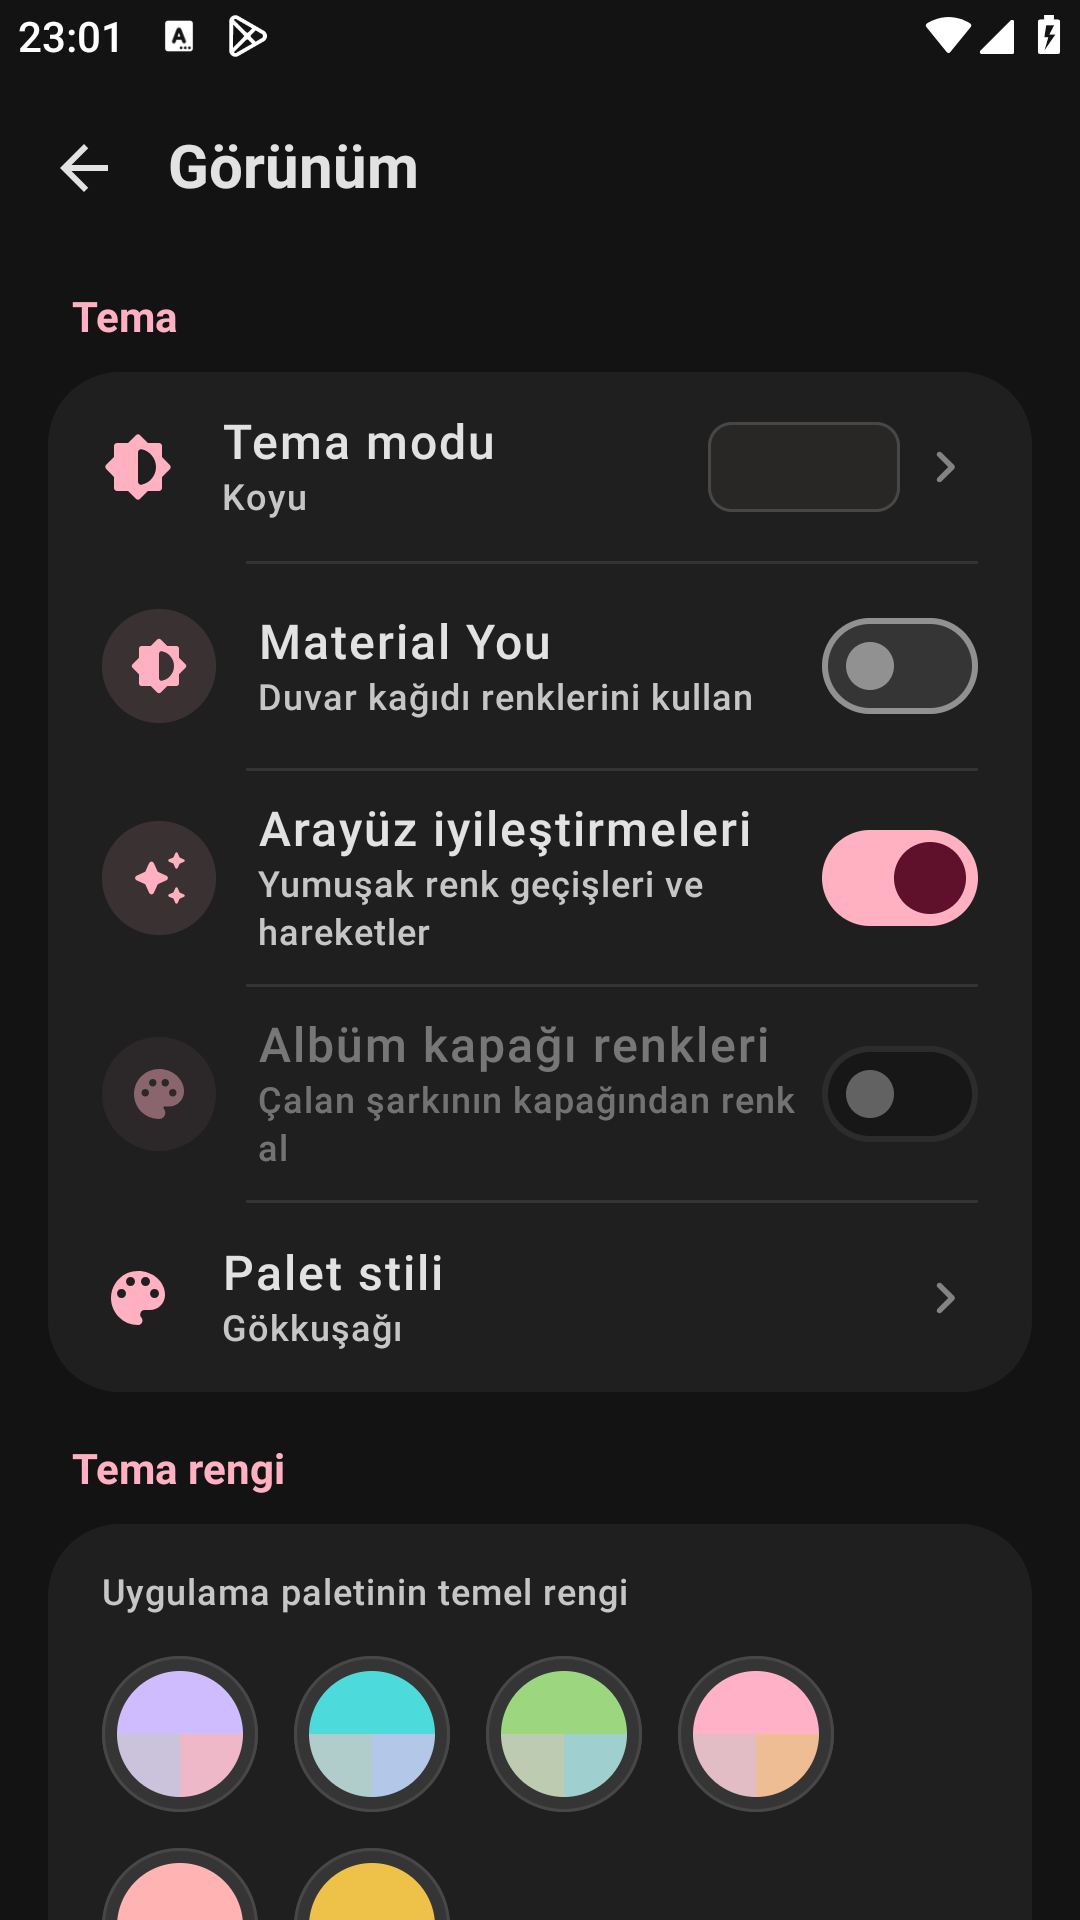 23:01
Görünüm
Tema
Tema modu
Koyu
Material You
Duvar kağıdı renklerini kullan
Arayüz iyileştirmeleri
Yumuşak renk geçişleri ve
hareketler
Albüm kapağı renkleri
Çalan şarkının kapağından renk
al
Palet stili
Gökkuşağı
Tema rengi
Uygulama paletinin temel rengi